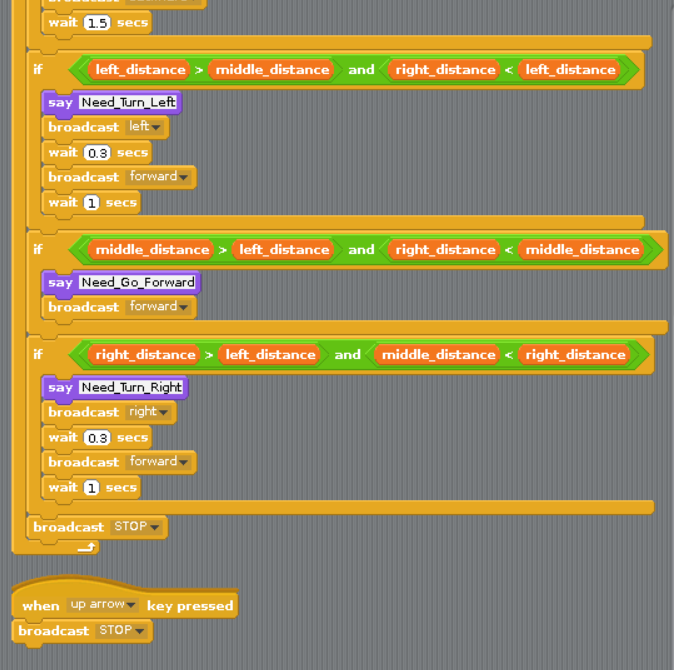 wait 1.5 secs
if left_distance > middle_distance and right_distance < left_distance
say Need_Turn_Left
broadcast left
wait 0.3 secs
broadcast forward
wait 1 secs
if middle_distance > left_distance and right_distance < middle_distance
say Need_Go_Forward
broadcast forward
if right_distance > left_distance and middle_distance < right_distance
say Need_Turn_Right
broadcast right
wait 0.3 secs
broadcast forward
wait 1 secs
broadcast STOP
when up arrow key pressed
broadcast STOP